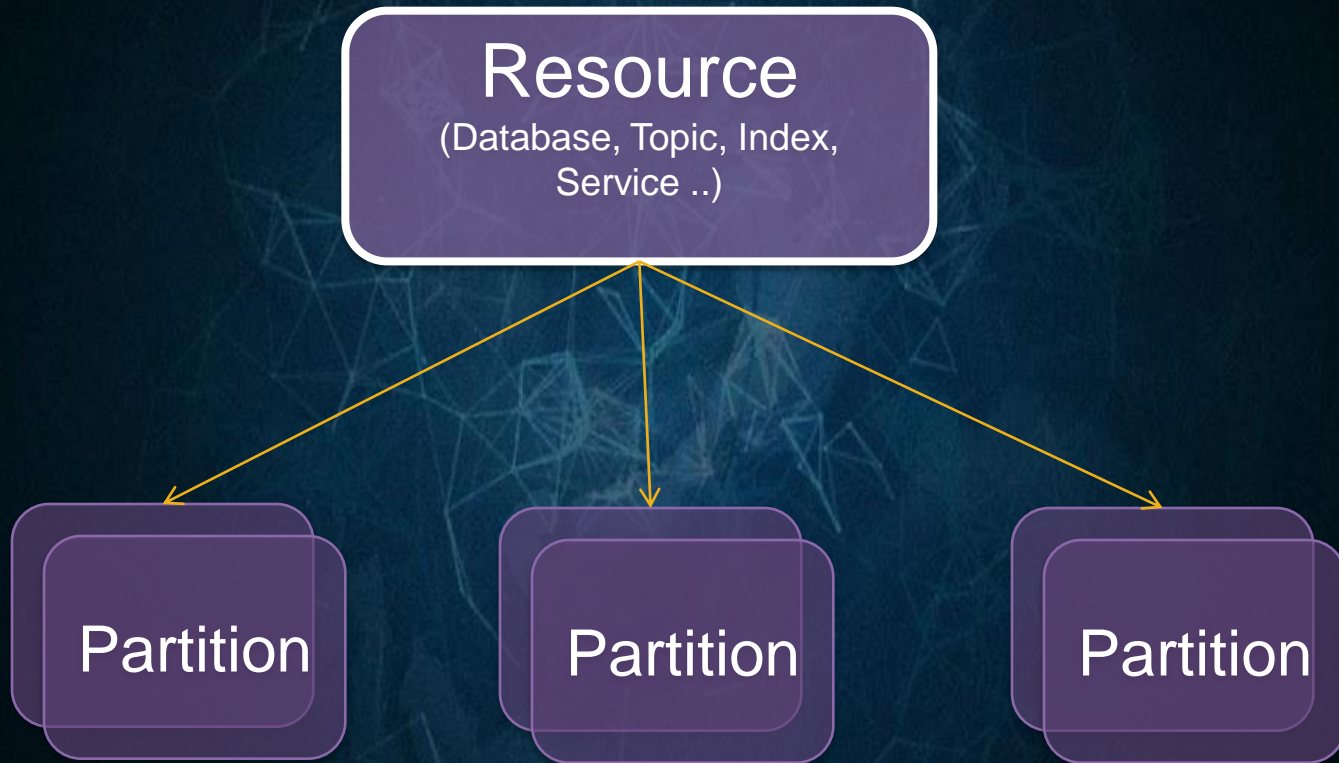 Resource
(Database, Topic, Index,
Service ..)
Partition
Partition
Partition